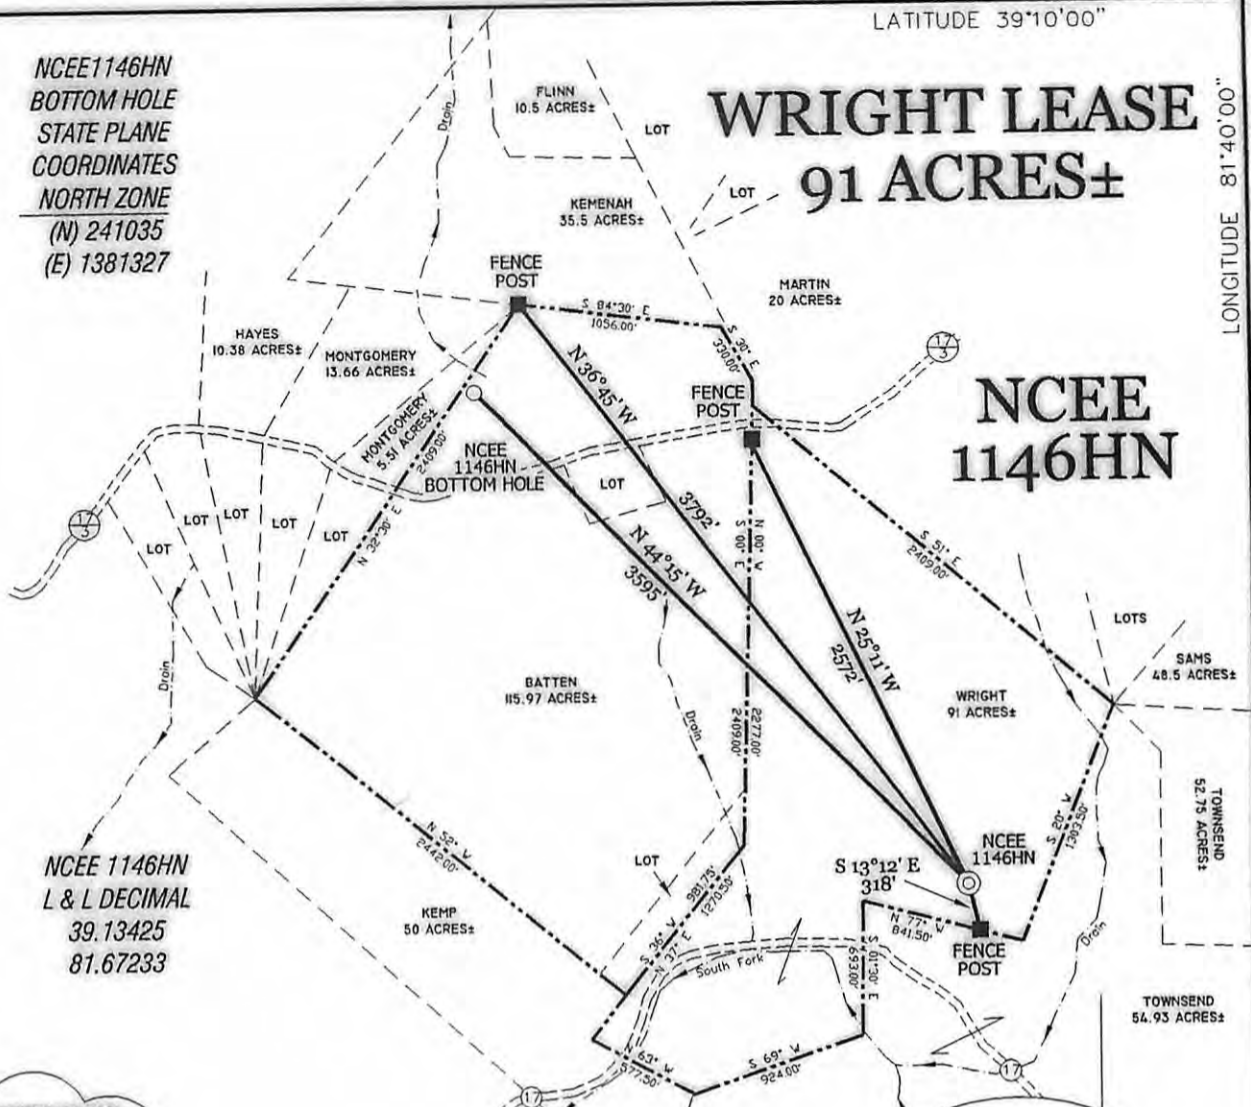 LATITUDE 39°10'00"
LONGITUDE 81°40'00"
NCEE1146HN
BOTTOM HOLE
STATE PLANE
COORDINATES
NORTH ZONE
(N) 241035
(E) 1381327
WRIGHT LEASE
91 ACRES±
NCEE
1146HN
Drain
FLINN
10.5 ACRES±
LOT
LOT
KEMENAH
35.5 ACRES±
MARTIN
20 ACRES±
FENCE
POST
S 84°30' E
1056.00'
S 30° E
330.00'
17
3
HAYES
10.38 ACRES±
MONTGOMERY
13.66 ACRES±
MONTGOMERY
5.51 ACRES±
N 32°30' E
2409.00'
FENCE
POST
N 36°45' W
3792'
NCEE
1146HN
BOTTOM HOLE
LOT
17
3
LOT
LOT
LOT
LOT
LOT
N 44°15' W
3595'
N 00° W
S 00° E
2277.00'
2409.00'
N 25°11' W
2572'
S 51° E
2409.00'
LOTS
SAMS
48.5 ACRES±
Drain
BATTEN
115.97 ACRES±
WRIGHT
91 ACRES±
Drain
TOWNSEND
52.75 ACRES±
S 20° W
1303.50'
NCEE 1146HN
L & L DECIMAL
39.13425
81.67233
N 52° W
2442.00'
LOT
981.75'
1270.50'
S 36° W
N 37° E
KEMP
50 ACRES±
NCEE
1146HN
S 13°12' E
318'
N 77° W
841.50'
FENCE
POST
S 01°30' E
693.00'
South Fork
Drain
TOWNSEND
54.93 ACRES±
N 63° W
577.50'
S 69° W
924.00'
17
17